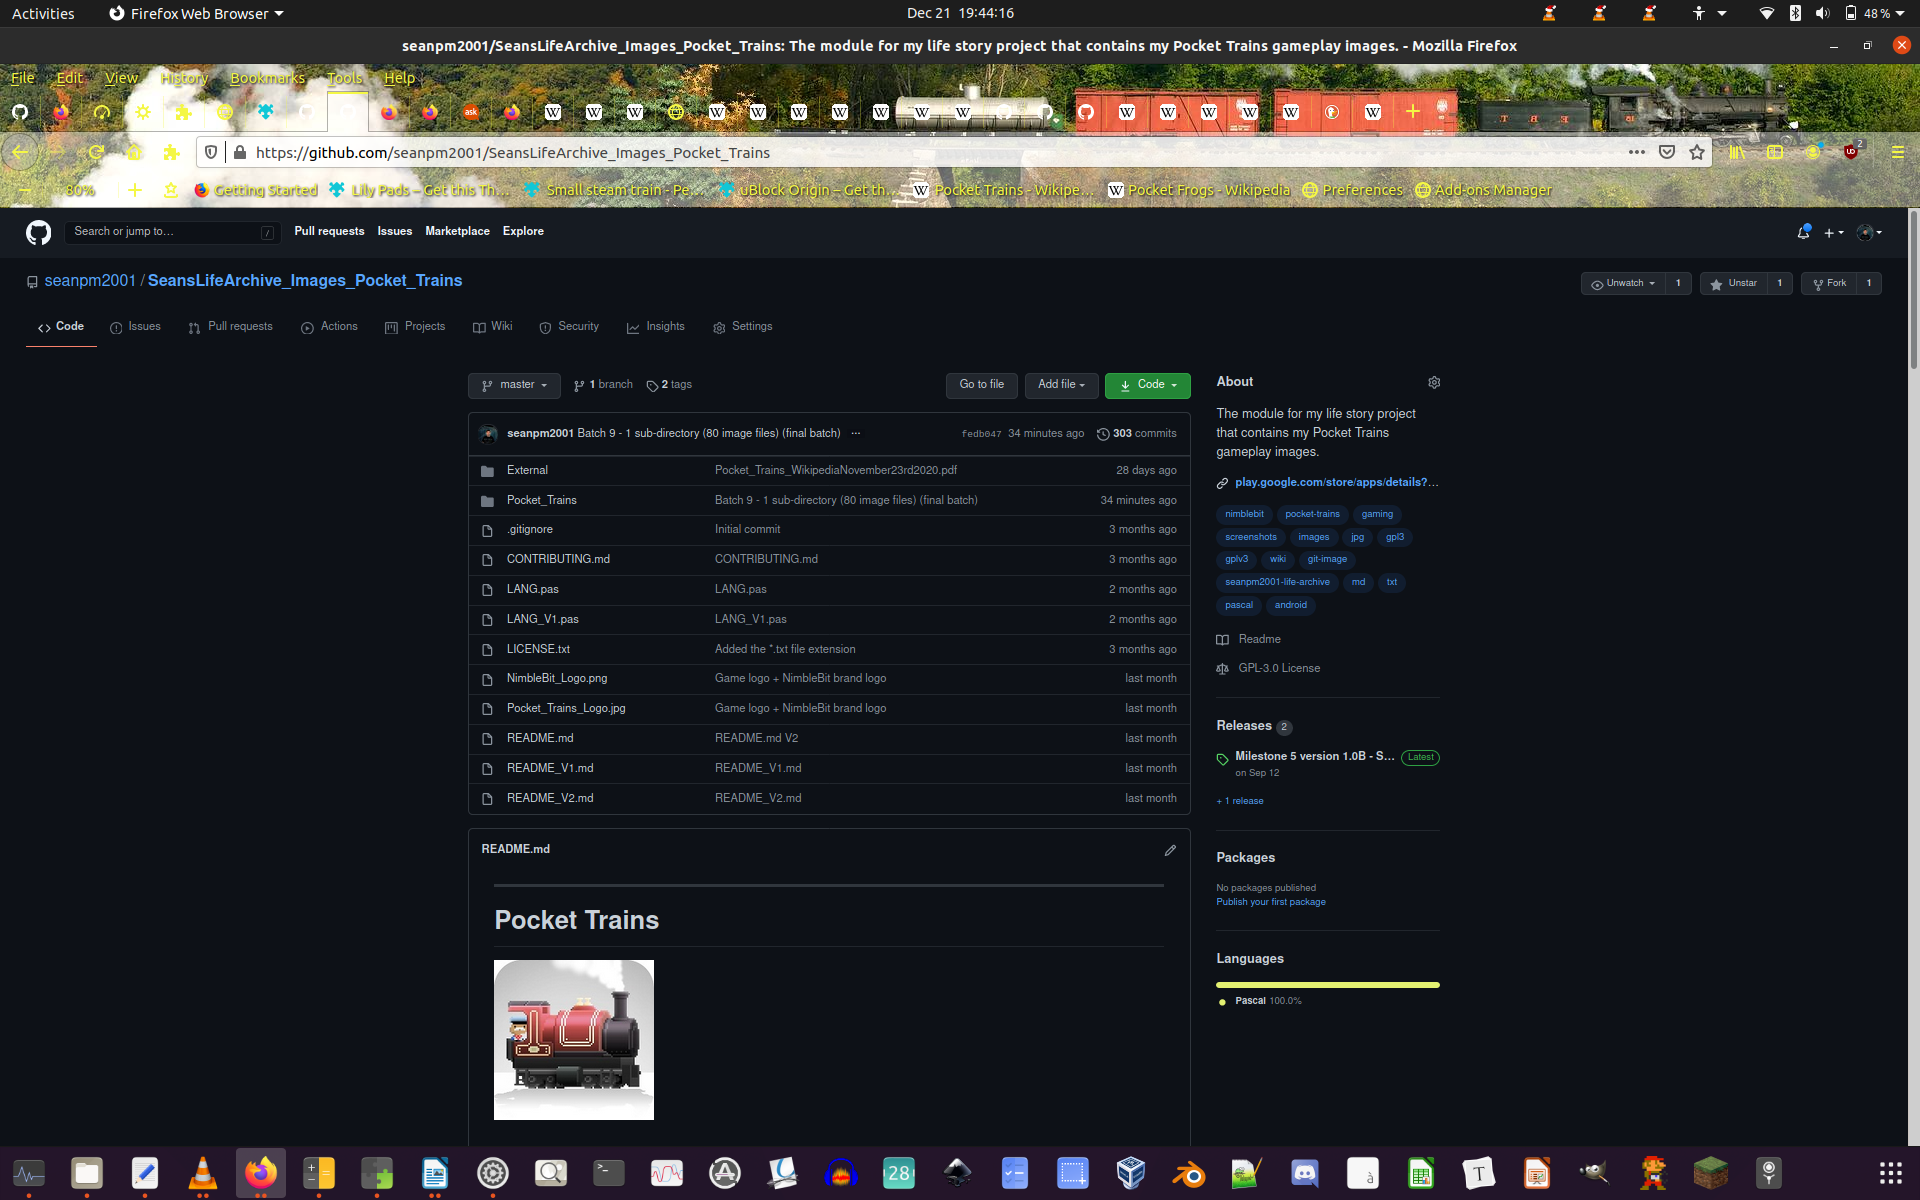 Activities
Firefox Web Browser
Dec 21 19:44:16
48 %
seanpm2001/SeansLifeArchive_Images_Pocket_Trains: The module for my life story project that contains my Pocket Trains gameplay images. - Mozilla Firefox
File Edit View History Bookmarks Tools Help
https://github.com/seanpm2001/SeansLifeArchive_Images_Pocket_Trains
2
80%
Getting Started
Lily Pads – Get this Th…
Small steam train - Pe…
uBlock Origin – Get th…
Pocket Trains - Wikipe…
Pocket Frogs - Wikipedia
Preferences
Add-ons Manager
Search or jump to…
/
Pull requests Issues Marketplace Explore
seanpm2001 / SeansLifeArchive_Images_Pocket_Trains
Unwatch 1
Unstar 1
Fork 1
Code Issues Pull requests Actions Projects Wiki Security Insights Settings
master
1 branch
2 tags
Go to file
Add file
Code
seanpm2001 Batch 9 - 1 sub-directory (80 image files) (final batch) ...
fedb047 34 minutes ago
303 commits
External Pocket_Trains_WikipediaNovember23rd2020.pdf 28 days ago
Pocket_Trains Batch 9 - 1 sub-directory (80 image files) (final batch) 34 minutes ago
.gitignore Initial commit 3 months ago
CONTRIBUTING.md CONTRIBUTING.md 3 months ago
LANG.pas LANG.pas 2 months ago
LANG_V1.pas LANG_V1.pas 2 months ago
LICENSE.txt Added the *.txt file extension 3 months ago
NimbleBit_Logo.png Game logo + NimbleBit brand logo last month
Pocket_Trains_Logo.jpg Game logo + NimbleBit brand logo last month
README.md README.md V2 last month
README_V1.md README_V1.md last month
README_V2.md README_V2.md last month
README.md
Pocket Trains
About
The module for my life story project
that contains my Pocket Trains
gameplay images.
play.google.com/store/apps/details?…
nimblebit pocket-trains gaming
screenshots images jpg gpl3
gplv3 wiki git-image
seanpm2001-life-archive md txt
pascal android
Readme
GPL-3.0 License
Releases 2
Milestone 5 version 1.0B - S… Latest
on Sep 12
+ 1 release
Packages
No packages published
Publish your first package
Languages
Pascal 100.0%
28